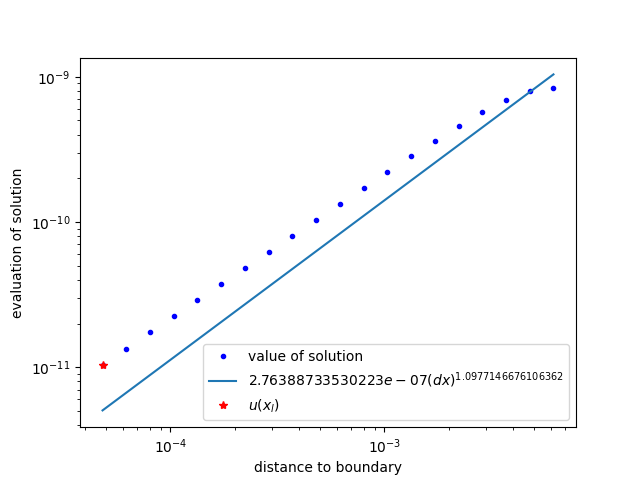 10⁻⁹
10⁻¹⁰
10⁻¹¹
evaluation of solution
value of solution
2.76388733530223e − 07(dx)^1.0977146676106362
u(x_l)
10⁻⁴ 10⁻³
distance to boundary